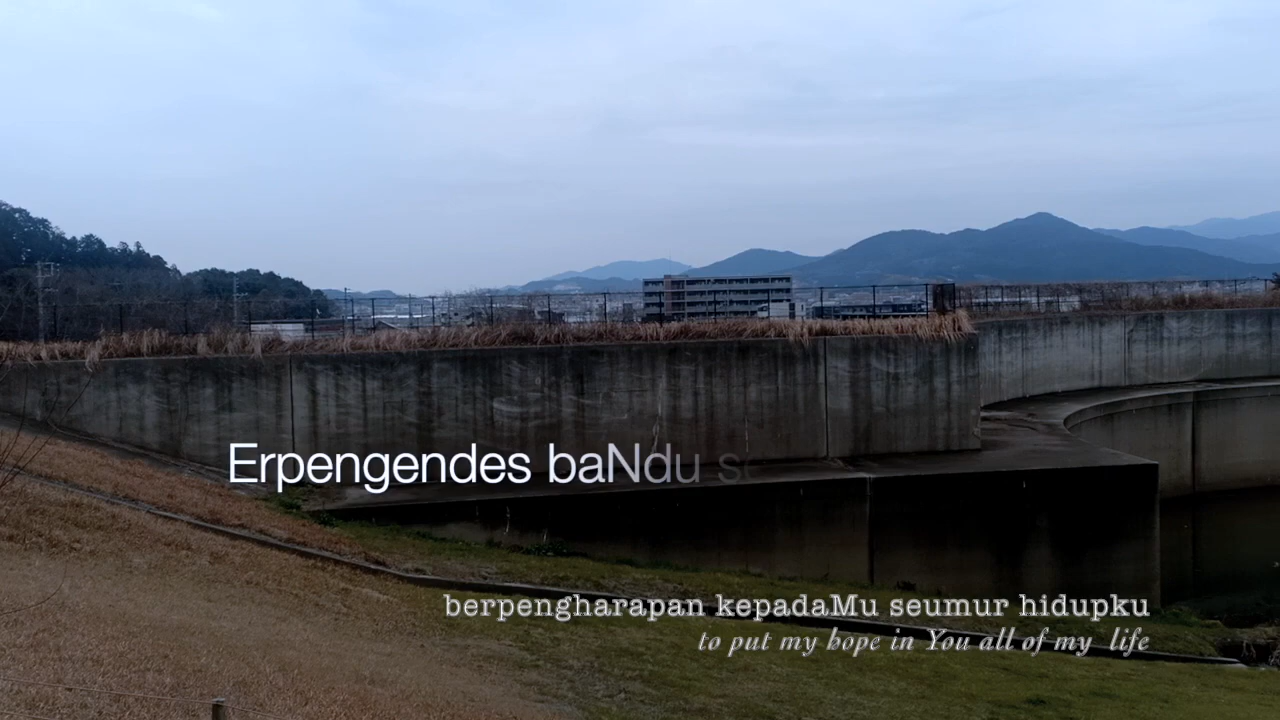 Erpengendes baNdu
berpengharapan kepadaMu seumur hidupku
to put my hope in You all of my life